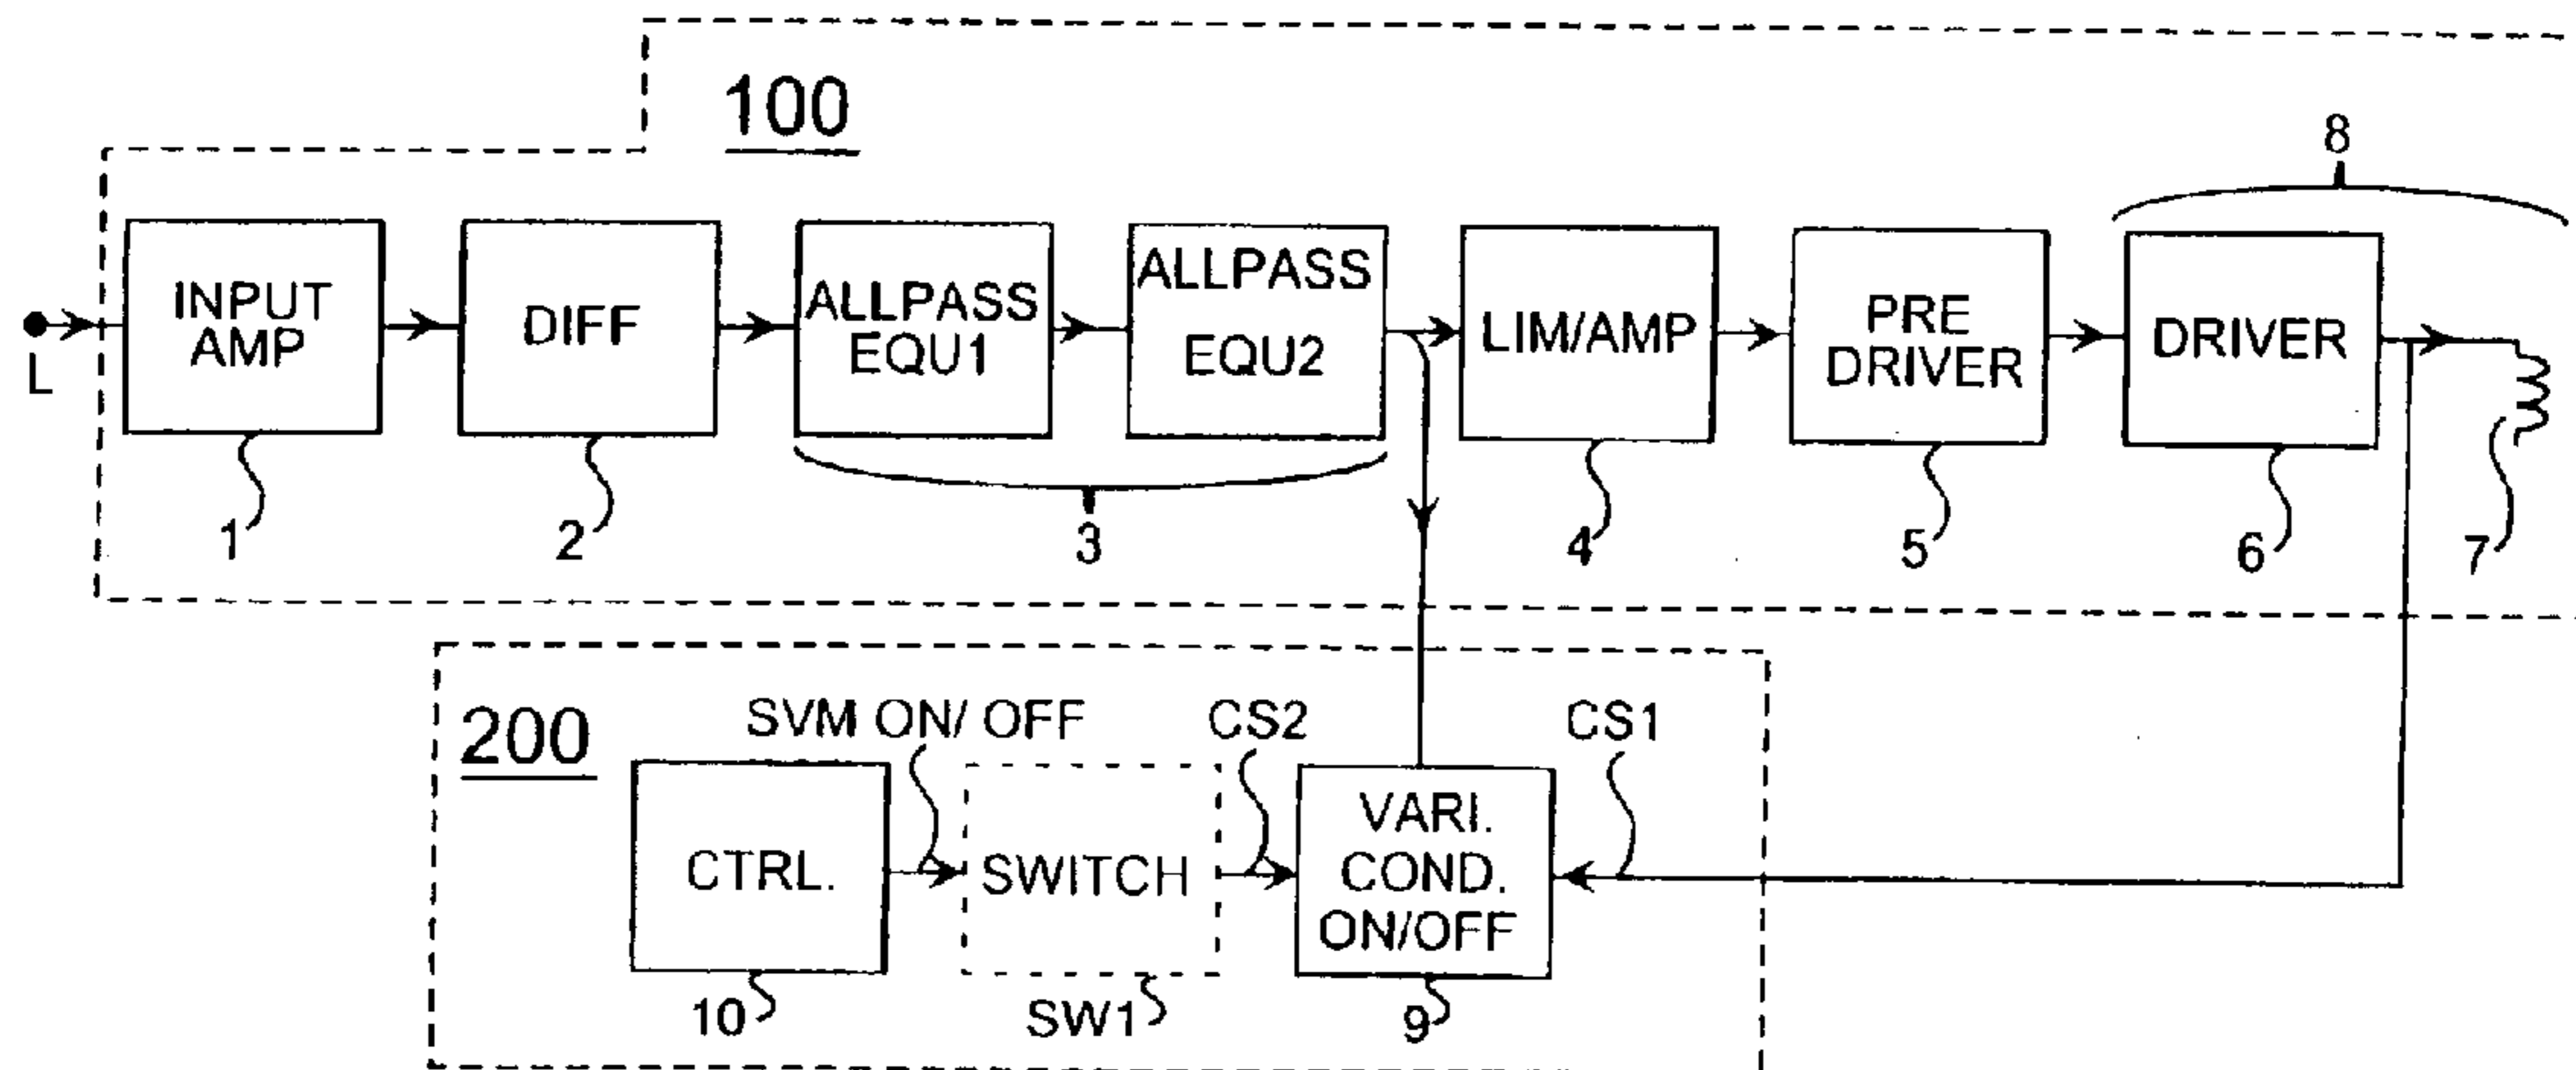 100
8
L
INPUT
AMP
DIFF
ALLPASS
EQU1
ALLPASS
EQU2
LIM/AMP
PRE
DRIVER
DRIVER
1
2
3
4
5
6
7
200
SVM ON/ OFF
CS2
CS1
CTRL.
SWITCH
VARI.
COND.
ON/OFF
10
SW1
9